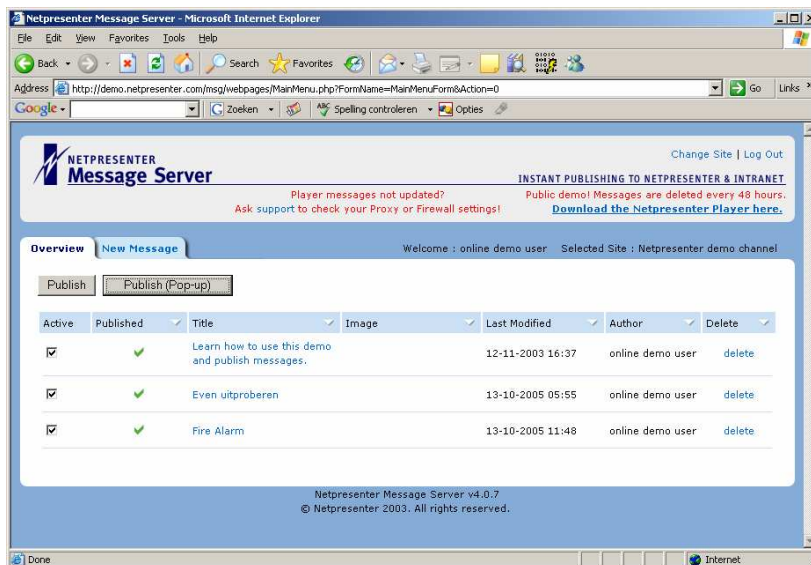 Netpresenter Message Server - Microsoft Internet Explorer
File Edit View Favorites Tools Help
Back Search Favorites
Address http://demo.netpresenter.com/msg/webpages/MainMenu.php?FormName=MainMenuForm&Action=0 Go Links »
Google Zoeken ABC Spelling controleren Opties
NETPRESENTER
Message Server
Change Site | Log Out
INSTANT PUBLISHING TO NETPRESENTER & INTRANET
Player messages not updated? Public demo! Messages are deleted every 48 hours.
Ask support to check your Proxy or Firewall settings! Download the Netpresenter Player here.
Overview New Message Welcome : online demo user Selected Site : Netpresenter demo channel
Publish Publish (Pop-up)
Active Published Title Image Last Modified Author Delete
Learn how to use this demo
and publish messages. 12-11-2003 16:37 online demo user delete
Even uitproberen 13-10-2005 05:55 online demo user delete
Fire Alarm 13-10-2005 11:48 online demo user delete
Netpresenter Message Server v4.0.7
© Netpresenter 2003. All rights reserved.
Done Internet